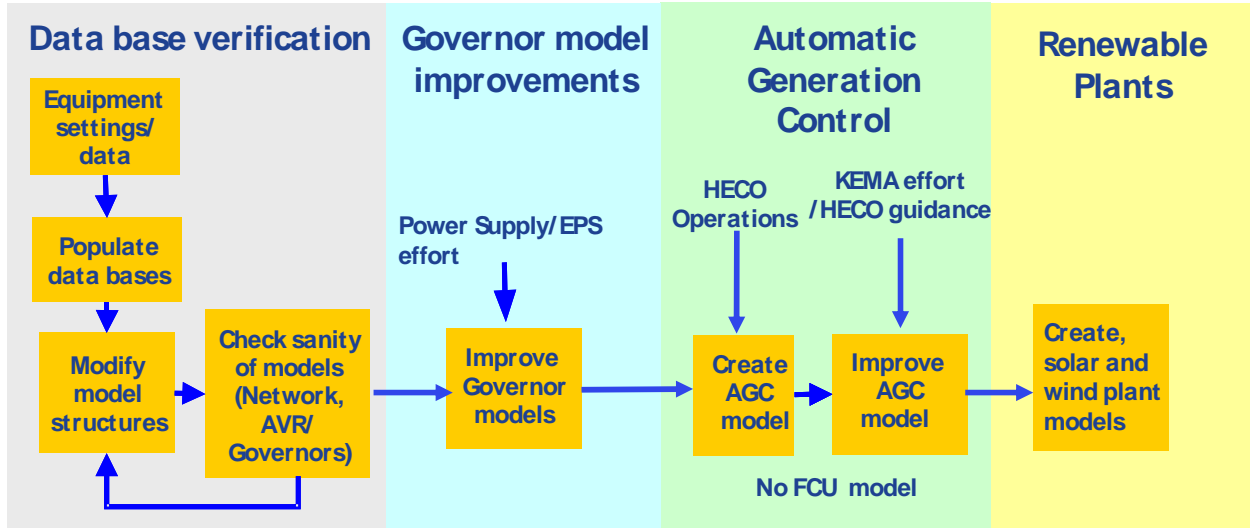 Data base verification
Equipment
settings/
data
Populate
data bases
Modify
model
structures
Check sanity
of models
(Network,
AVR/
Governors)
Governor model
improvements
Power Supply/ EPS
effort
Improve
Governor
models
Automatic
Generation
Control
HECO
Operations
KEMA effort
/ HECO guidance
Create
AGC
model
Improve
AGC
model
No FCU model
Renewable
Plants
Create,
solar and
wind plant
models